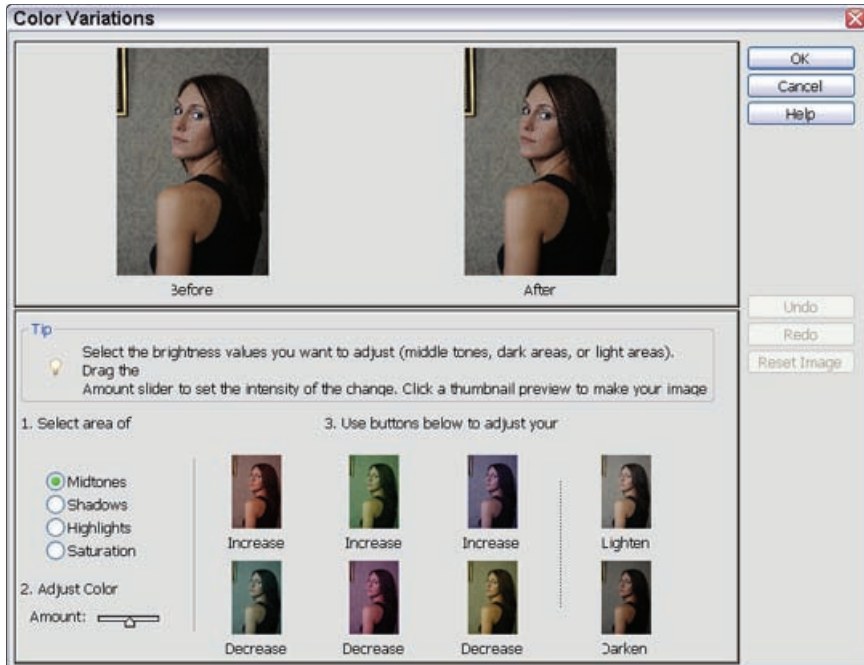 Color Variations
OK
Cancel
Help
Before
After
Undo
Redo
Reset Image
Tip
Select the brightness values you want to adjust (middle tones, dark areas, or light areas).
Drag the
Amount slider to set the intensity of the change. Click a thumbnail preview to make your image
1. Select area of
3. Use buttons below to adjust your
Midtones
Shadows
Highlights
Saturation
Increase
Increase
Increase
Lighten
2. Adjust Color
Amount:
Decrease
Decrease
Decrease
Darken